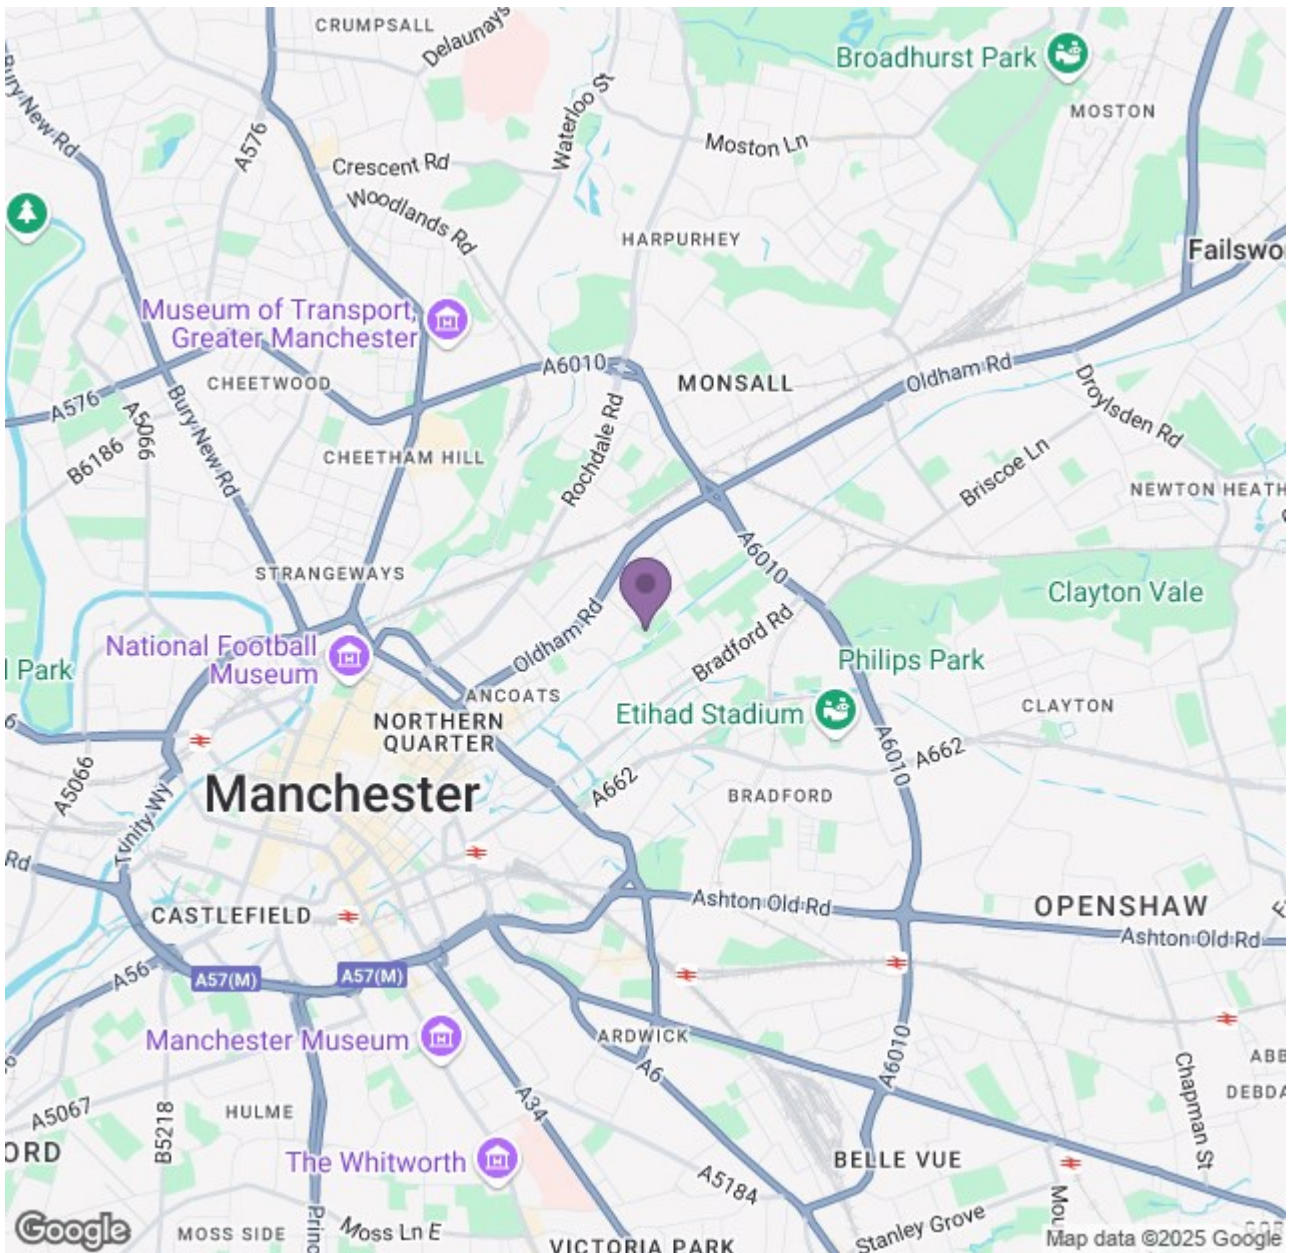 CRUMPSALL
Delaunays
Broadhurst Park
MOSTON
Bury New Rd
A576
Waterloo St
Moston Ln
Crescent Rd
Woodlands Rd
HARPURHEY
Failswo
Museum of Transport,
Greater Manchester
A6010
MONSALL
Oldham Rd
CHEETWOOD
A576
A5066
Bury New Rd
Rochdale Rd
Droylsden Rd
B6186
CHEETHAM HILL
Briscoe Ln
NEWTON HEATH
STRANGEWAYS
A6010
Clayton Vale
Oldham Rd
Bradford Rd
National Football
Museum
l Park
Philips Park
ANCOATS
Etihad Stadium
CLAYTON
NORTHERN
QUARTER
6
A6010
A662
A5066
Manchester
A662
BRADFORD
Trinity Wy
Rd
CASTLEFIELD
Ashton Old Rd
OPENSHAW
Ashton Old Rd
A56
A57(M)
A57(M)
Manchester Museum
ARDWICK
A6
A6010
ABB
DEBDA
Chapman St
A5067
B5218
HULME
A34
ORD
The Whitworth
A5184
BELLE VUE
MOSS SIDE
Princ
Moss Ln E
VICTORIA PARK
Stanley Grove
Mou
Google
Map data ©2025 Google